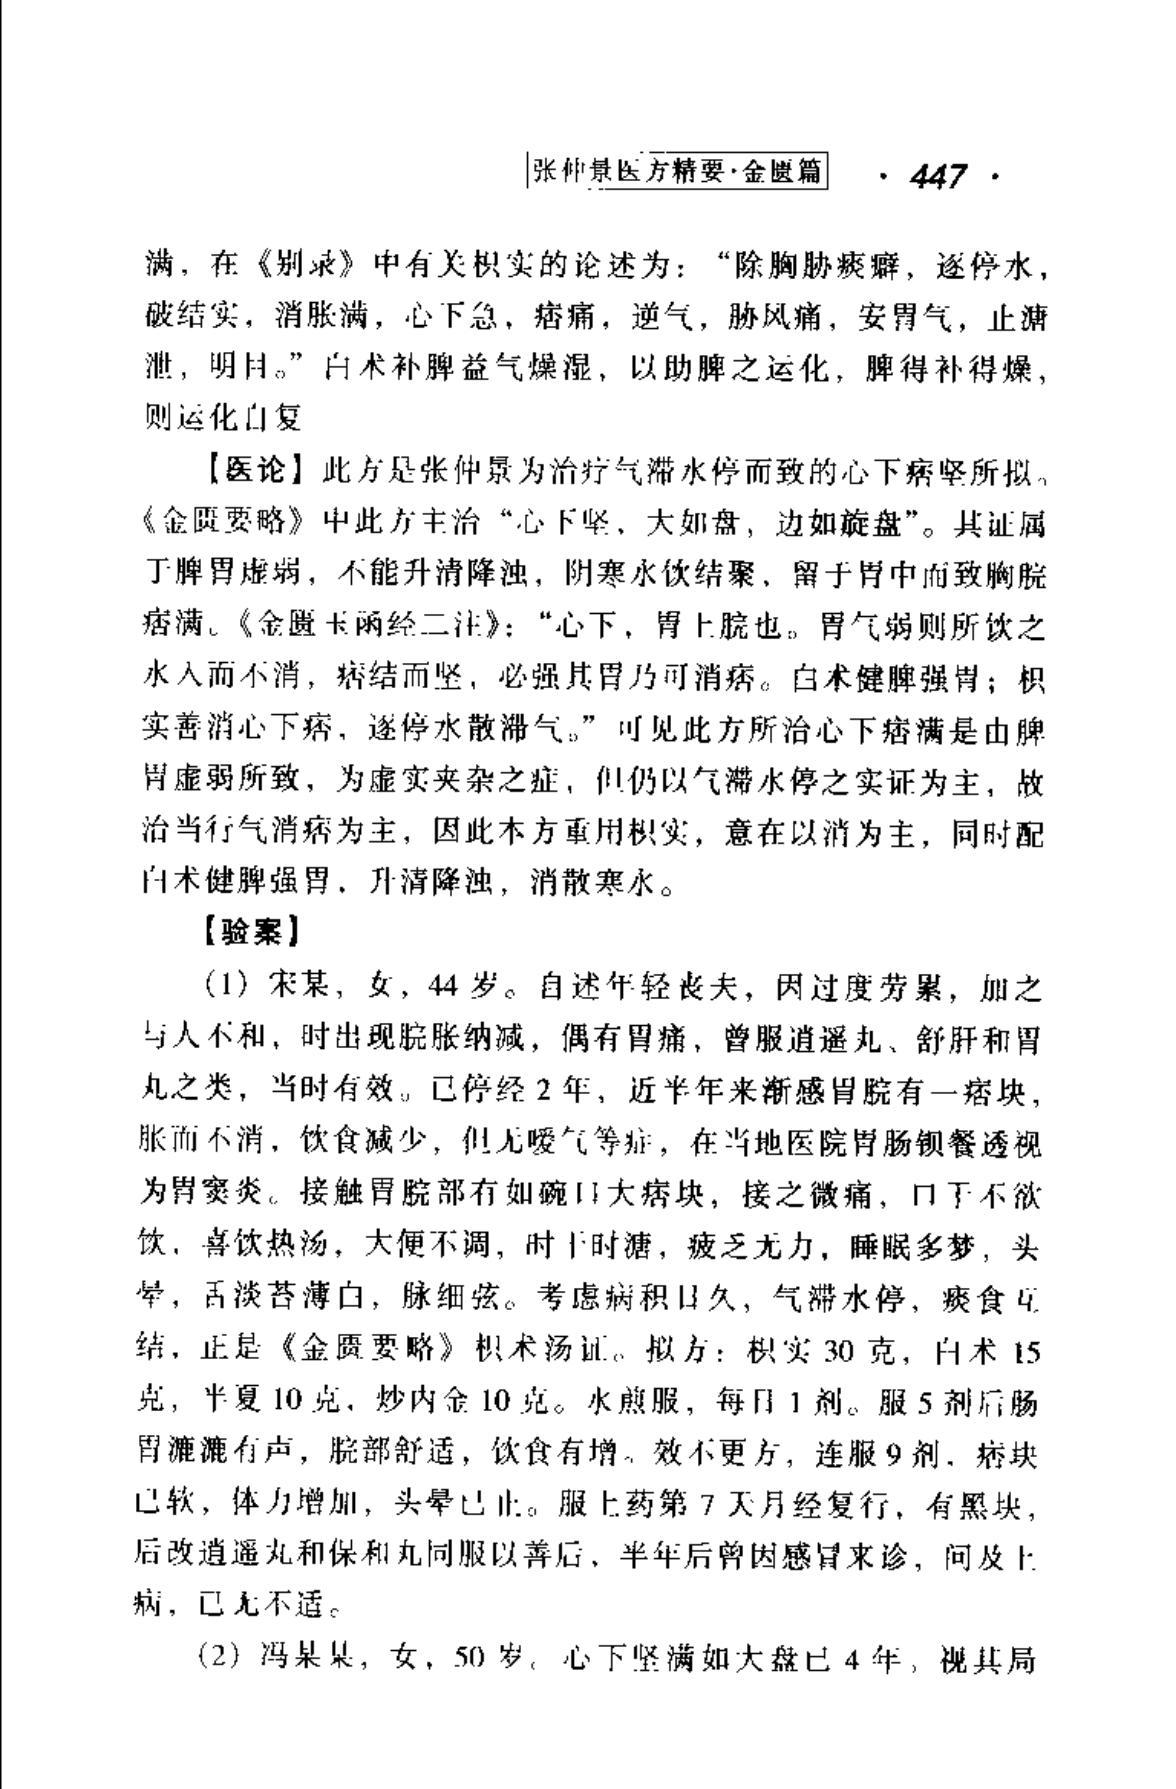 张仲景医方精要·金匮篇 · 447 ·
满，在《别录》中有关枳实的论述为：“除胸胁痰癖，逐停水，
破结实，消胀满，心下急，痞痛，逆气，胁风痛，安胃气，止溏
泄，明目。”白术补脾益气燥湿，以助脾之运化，脾得补得燥，
则运化自复
【医论】此方是张仲景为治疗气滞水停而致的心下痞坚所拟。
《金匮要略》中此方主治“心下坚，大如盘，边如旋盘”。其证属
于脾胃虚弱，不能升清降浊，阴寒水饮结聚，留于胃中而致胸脘
痞满。《金匮玉函经二注》：“心下，胃上脘也。胃气弱则所饮之
水入而不消，痞结而坚，必强其胃乃可消痞。白术健脾强胃；枳
实善消心下痞，逐停水散滞气。”可见此方所治心下痞满是由脾
胃虚弱所致，为虚实夹杂之症，但仍以气滞水停之实证为主，故
治当行气消痞为主，因此本方重用枳实，意在以消为主，同时配
白术健脾强胃，升清降浊，消散寒水。
【验案】
（1）宋某，女，44 岁。自述年轻丧夫，因过度劳累，加之
与人不和，时出现脘胀纳减，偶有胃痛，曾服逍遥丸、舒肝和胃
丸之类，当时有效。已停经 2 年，近半年来渐感胃脘有一痞块，
胀而不消，饮食减少，但无嗳气等症，在当地医院胃肠钡餐透视
为胃窦炎。接触胃脘部有如碗口大痞块，按之微痛，口干不欲
饮，喜饮热汤，大便不调，时干时溏，疲乏无力，睡眠多梦，头
晕，舌淡苔薄白，脉细弦。考虑病积日久，气滞水停，痰食互
结，正是《金匮要略》枳术汤证。拟方：枳实 30 克，白术 15
克，半夏 10 克，炒内金 10 克。水煎服，每日 1 剂。服 5 剂后肠
胃漉漉有声，脘部舒适，饮食有增。效不更方，连服 9 剂，痞块
已软，体力增加，头晕已止。服上药第 7 天月经复行，有黑块，
后改逍遥丸和保和丸同服以善后，半年后曾因感冒来诊，问及上
病，已无不适。
（2）冯某某，女，50 岁。心下坚满如大盘已 4 年，视其局